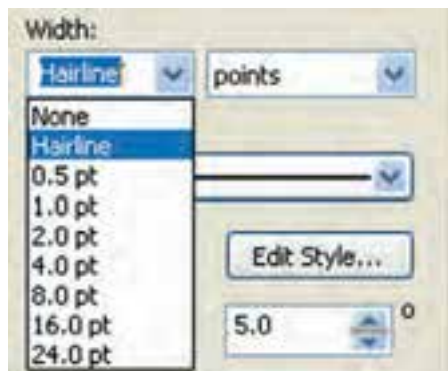 Width:
Hairline points
None
Hairline
0.5 pt
1.0 pt
2.0 pt
4.0 pt Edit Style...
8.0 pt
16.0 pt 5.0 °
24.0 pt